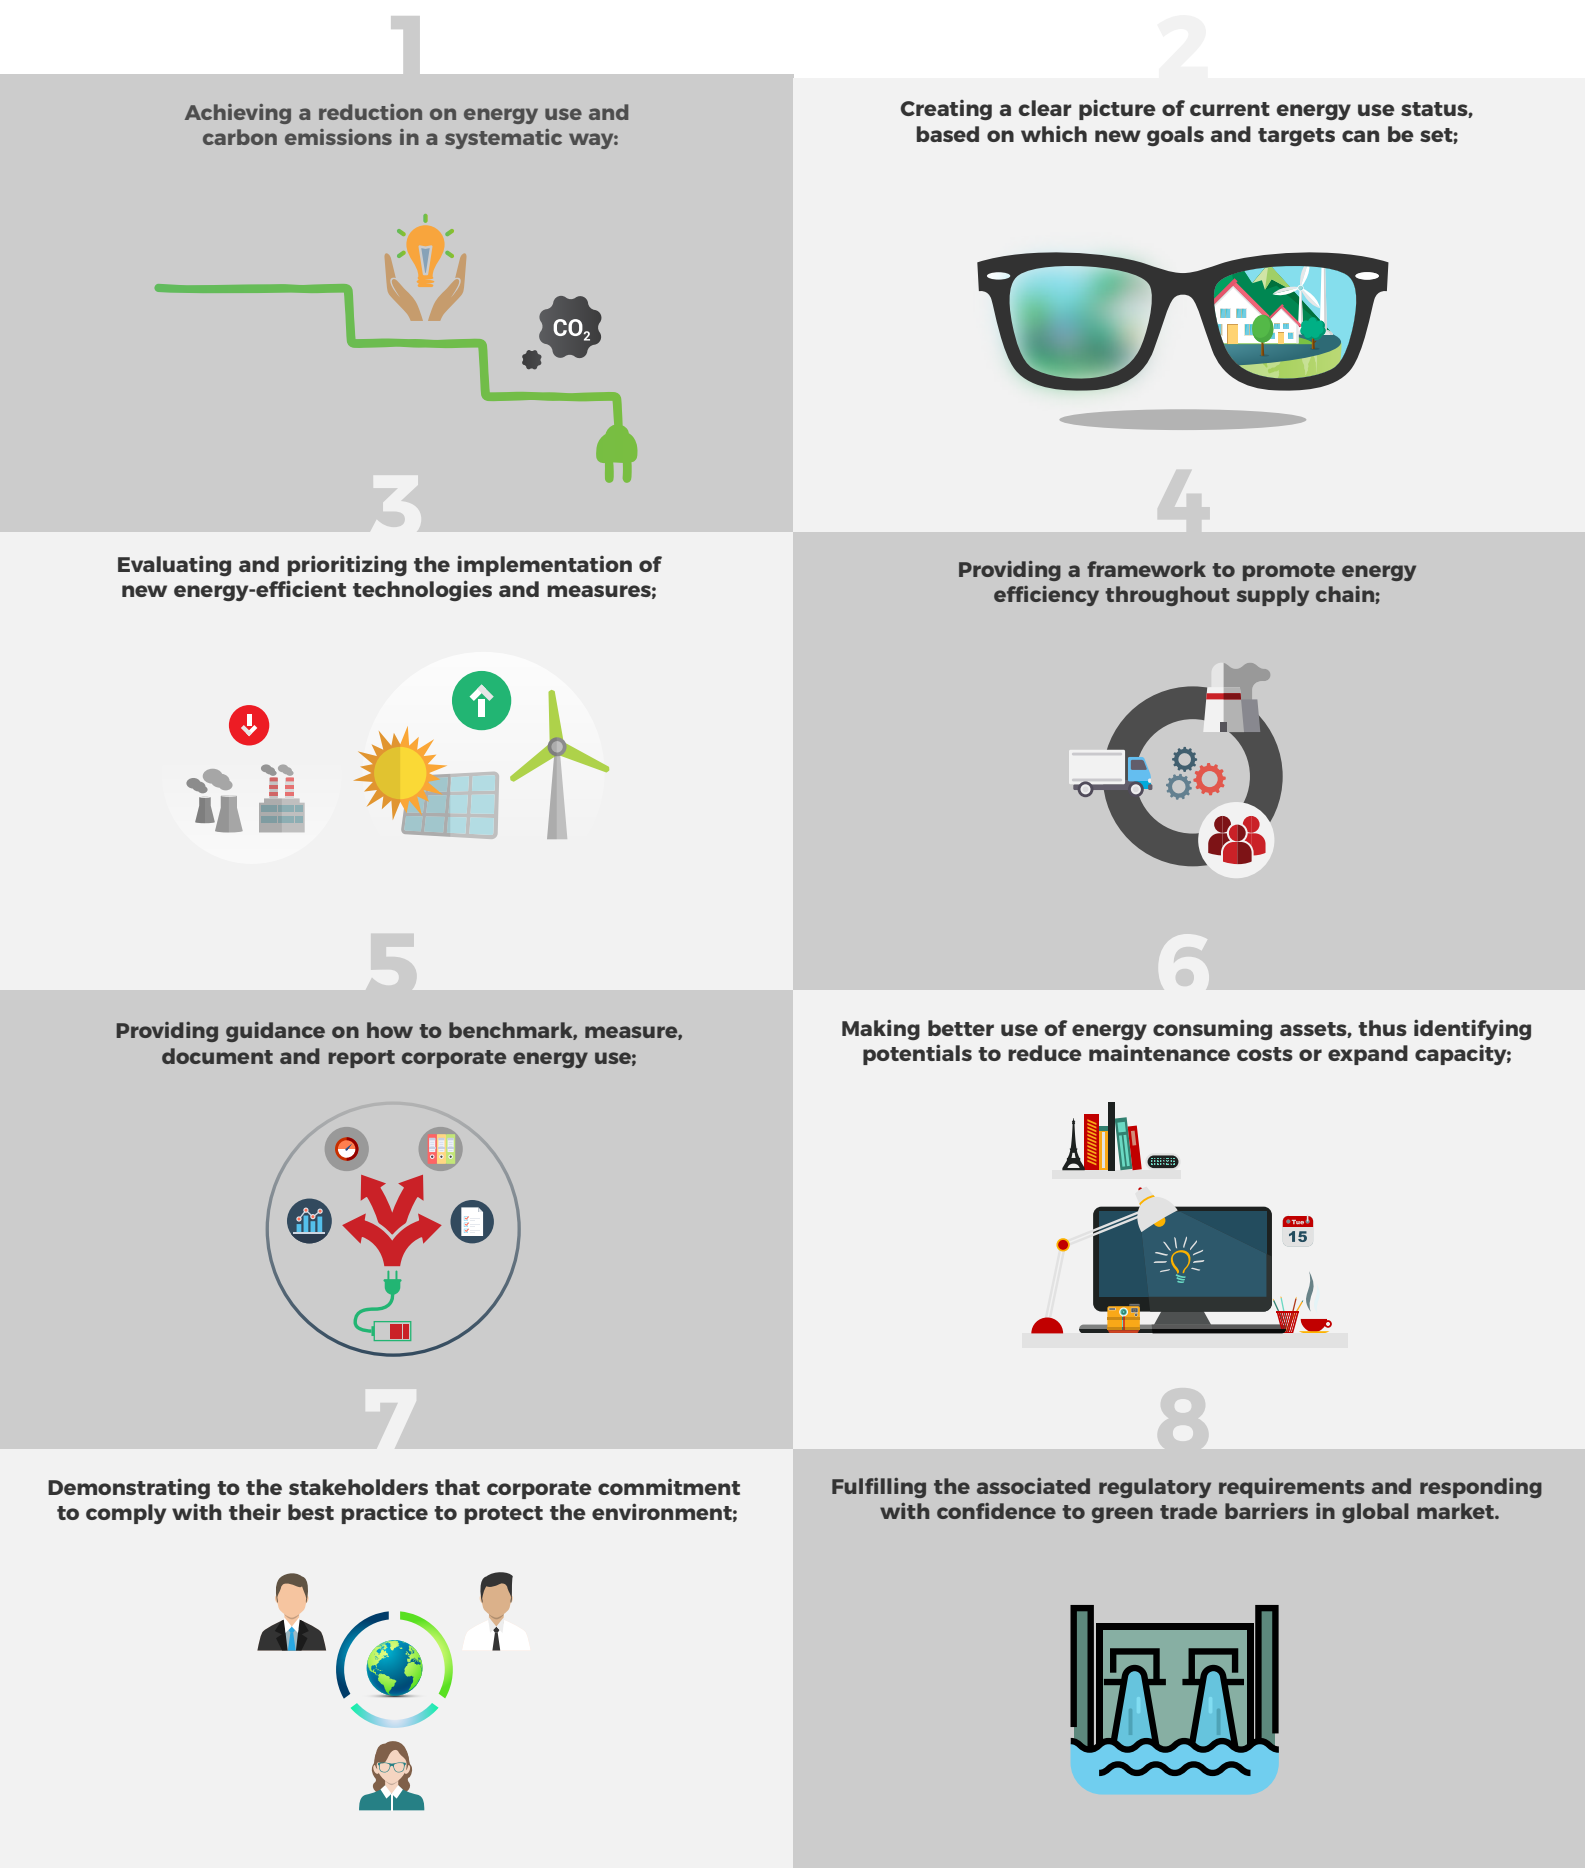 1
Achieving a reduction on energy use and
carbon emissions in a systematic way:
CO2
2
Creating a clear picture of current energy use status,
based on which new goals and targets can be set;
3
Evaluating and prioritizing the implementation of
new energy-efficient technologies and measures;
4
Providing a framework to promote energy
efficiency throughout supply chain;
5
Providing guidance on how to benchmark, measure,
document and report corporate energy use;
6
Making better use of energy consuming assets, thus identifying
potentials to reduce maintenance costs or expand capacity;
Tue
15
7
Demonstrating to the stakeholders that corporate commitment
to comply with their best practice to protect the environment;
8
Fulfilling the associated regulatory requirements and responding
with confidence to green trade barriers in global market.